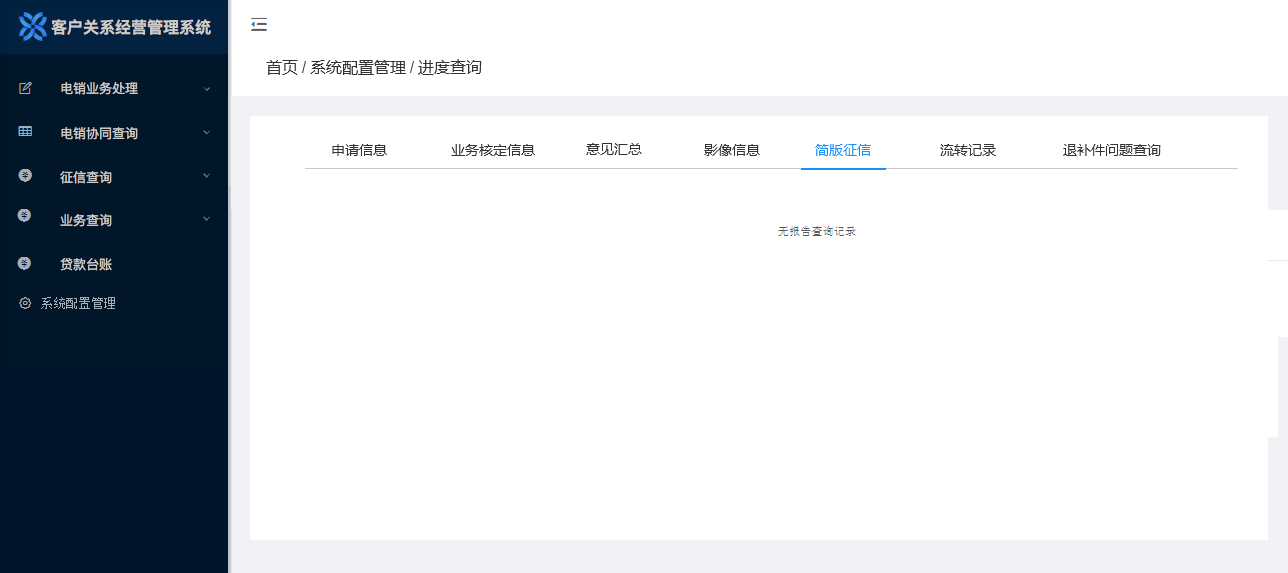 客户关系经营管理系统
首页 / 系统配置管理 / 进度查询
电销业务处理
电销协同查询
征信查询
业务查询
贷款台账
系统配置管理
申请信息 业务核定信息 意见汇总 影像信息 简版征信 流转记录 退补件问题查询
无报告查询记录